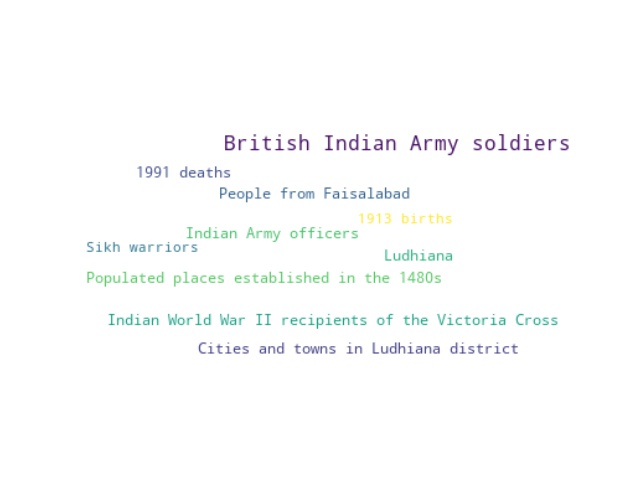 British Indian Army soldiers
1991 deaths
People from Faisalabad
1913 births
Indian Army officers
Sikh warriors
Ludhiana
Populated places established in the 1480s
Indian World War II recipients of the Victoria Cross
Cities and towns in Ludhiana district